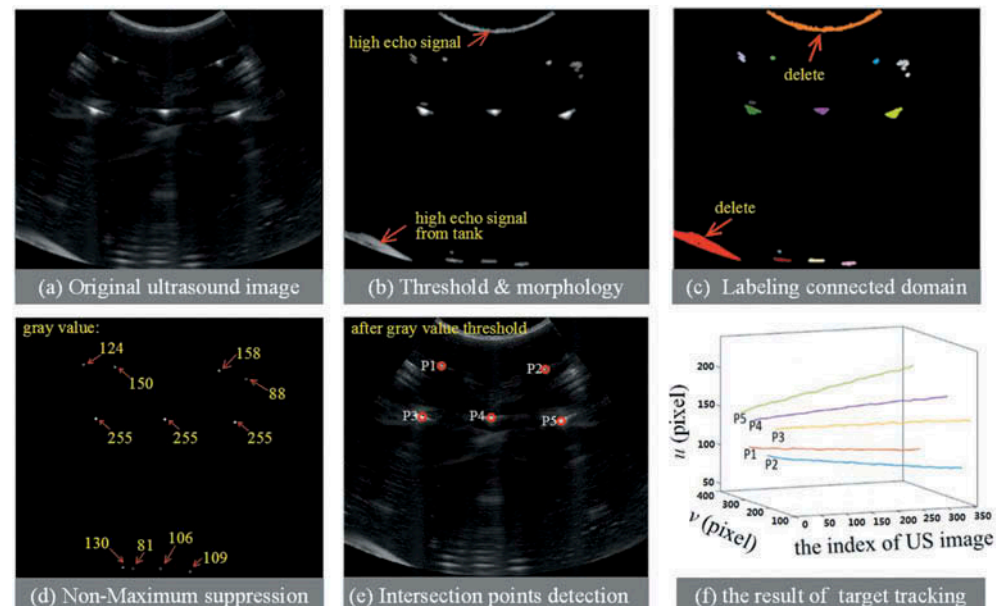 high echo signal
high echo signal
from tank
delete
delete
(a) Original ultrasound image
(b) Threshold & morphology
(c) Labeling connected domain
gray value:
124
150
158
88
255
255
255
130
81
106
109
(d) Non-Maximum suppression
after gray value threshold
P1
P2
P3
P4
P5
(e) Intersection points detection
u (pixel)
200
150
100
50
P5
P4
P3
P1
P2
400
300
200
100
v (pixel)
0
50
100
150
200
250
300
350
the index of US image
(f) the result of target tracking